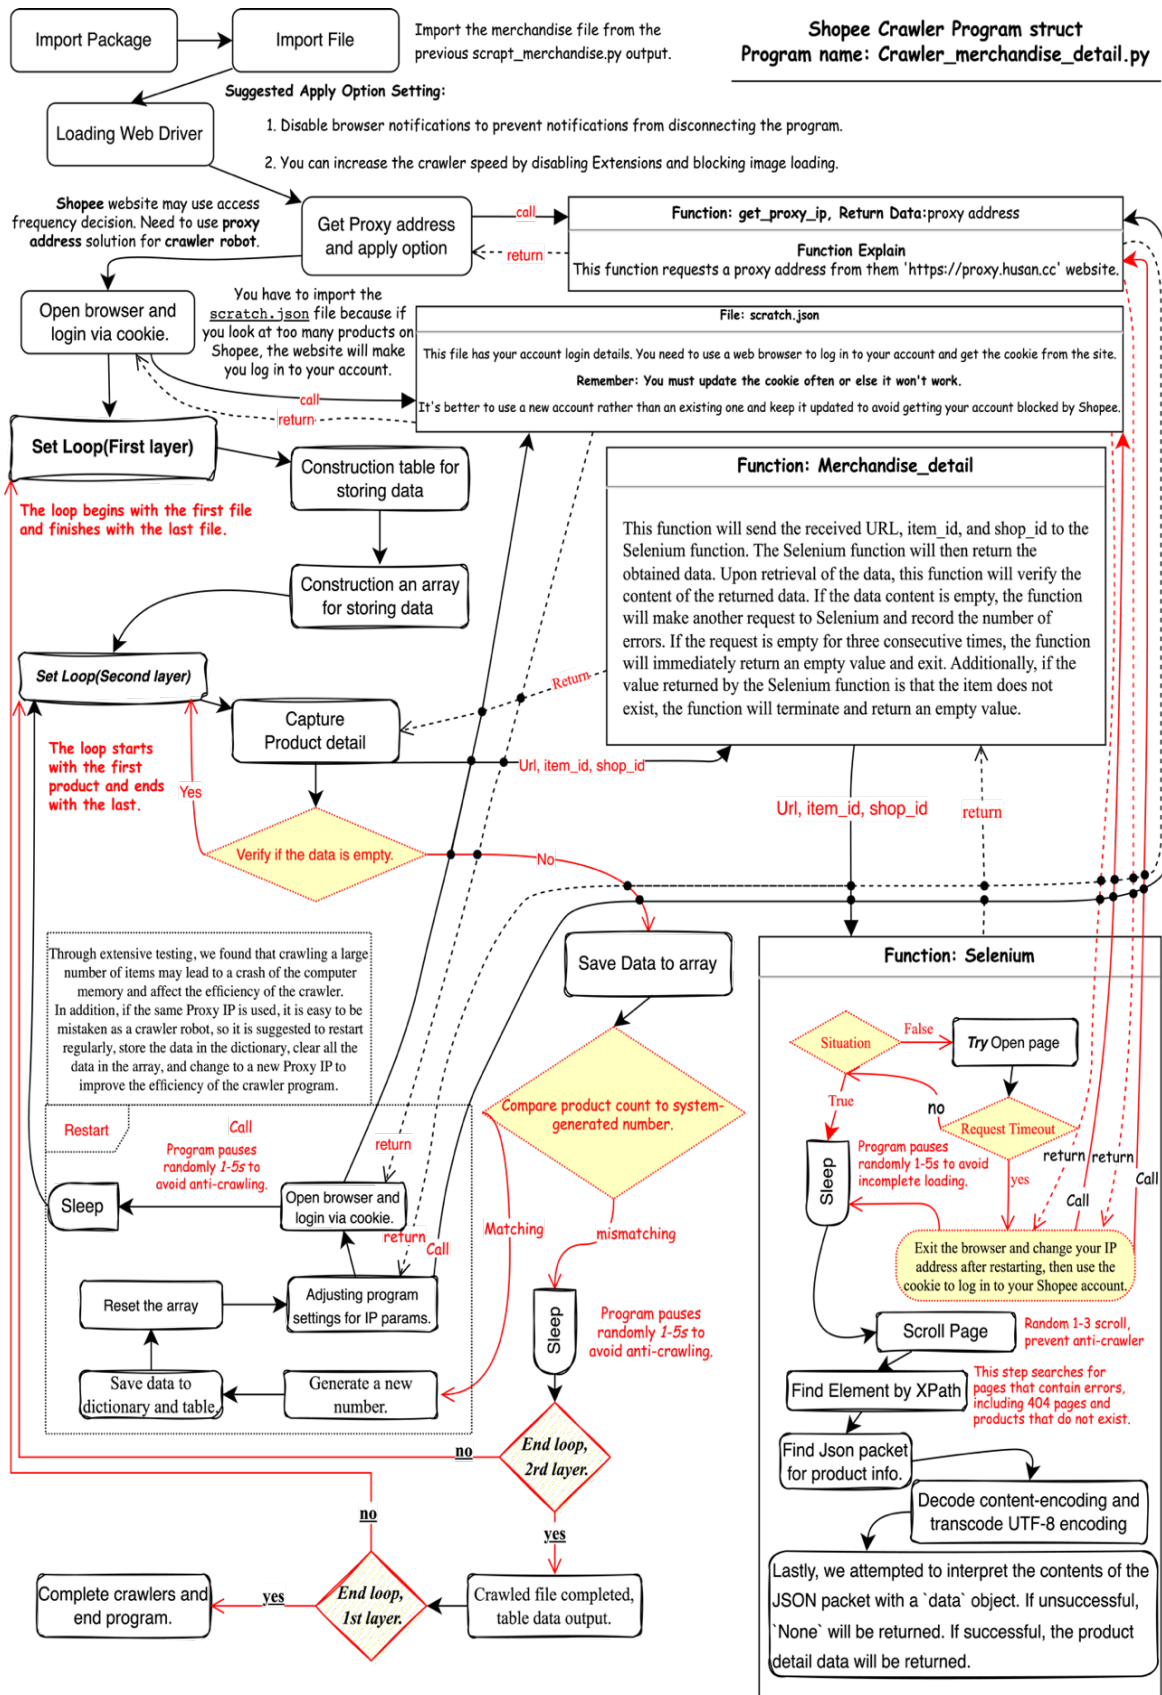 Import Package
Import File
Import the merchandise file from the
previous scrapt_merchandise.py output.
Shopee Crawler Program struct
Program name: Crawler_merchandise_detail.py
Suggested Apply Option Setting:
1. Disable browser notifications to prevent notifications from disconnecting the program.
2. You can increase the crawler speed by disabling Extensions and blocking image loading.
Loading Web Driver
Shopee website may use access
frequency decision. Need to use proxy
address solution for crawler robot.
Get Proxy address
and apply option
call
return
Function: get_proxy_ip, Return Data:proxy address
Function Explain
This function requests a proxy address from them 'https://proxy.husan.cc' website.
Open browser and
login via cookie.
You have to import the
scratch.json file because if
you look at too many products on
Shopee, the website will make
you log in to your account.
call
return
File: scratch.json
This file has your account login details. You need to use a web browser to log in to your account and get the cookie from the site.
Remember: You must update the cookie often or else it won't work.
It's better to use a new account rather than an existing one and keep it updated to avoid getting your account blocked by Shopee.
Set Loop(First layer)
The loop begins with the first file
and finishes with the last file.
Construction table for
storing data
Construction an array
for storing data
Function: Merchandise_detail
This function will send the received URL, item_id, and shop_id to the
Selenium function. The Selenium function will then return the
obtained data. Upon retrieval of the data, this function will verify the
content of the returned data. If the data content is empty, the function
will make another request to Selenium and record the number of
errors. If the request is empty for three consecutive times, the function
will immediately return an empty value and exit. Additionally, if the
value returned by the Selenium function is that the item does not
exist, the function will terminate and return an empty value.
Set Loop(Second layer)
Return
Capture
Product detail
The loop starts
with the first
product and ends
with the last.
Yes
Url, item_id, shop_id
Url, item_id, shop_id
return
Verify if the data is empty.
No
Save Data to array
Through extensive testing, we found that crawling a large
number of items may lead to a crash of the computer
memory and affect the efficiency of the crawler.
In addition, if the same Proxy IP is used, it is easy to be
mistaken as a crawler robot, so it is suggested to restart
regularly, store the data in the dictionary, clear all the
data in the array, and change to a new Proxy IP to
improve the efficiency of the crawler program.
Compare product count to system-
generated number.
Restart
Call
Program pauses
randomly 1-5s to
avoid anti-crawling.
return
Sleep
Open browser and
login via cookie.
return
Call
Matching
mismatching
Reset the array
Adjusting program
settings for IP params.
Sleep
Program pauses
randomly 1-5s to
avoid anti-crawling.
Save data to
dictionary and table.
Generate a new
number.
End loop,
2rd layer.
no
yes
no
Crawled file completed,
table data output.
End loop,
1st layer.
yes
Complete crawlers and
end program.
Function: Selenium
Situation
False
Try Open page
True
no
Request Timeout
Program pauses
randomly 1-5s to avoid
incomplete loading.
Sleep
yes
return
return
Call
Call
Exit the browser and change your IP
address after restarting, then use the
cookie to log in to your Shopee account.
Scroll Page
Random 1-3 scroll,
prevent anti-crawler
Find Element by XPath
This step searches for
pages that contain errors,
including 404 pages and
products that do not exist.
Find Json packet
for product info.
Decode content-encoding and
transcode UTF-8 encoding
Lastly, we attempted to interpret the contents of the
JSON packet with a `data` object. If unsuccessful,
`None` will be returned. If successful, the product
detail data will be returned.